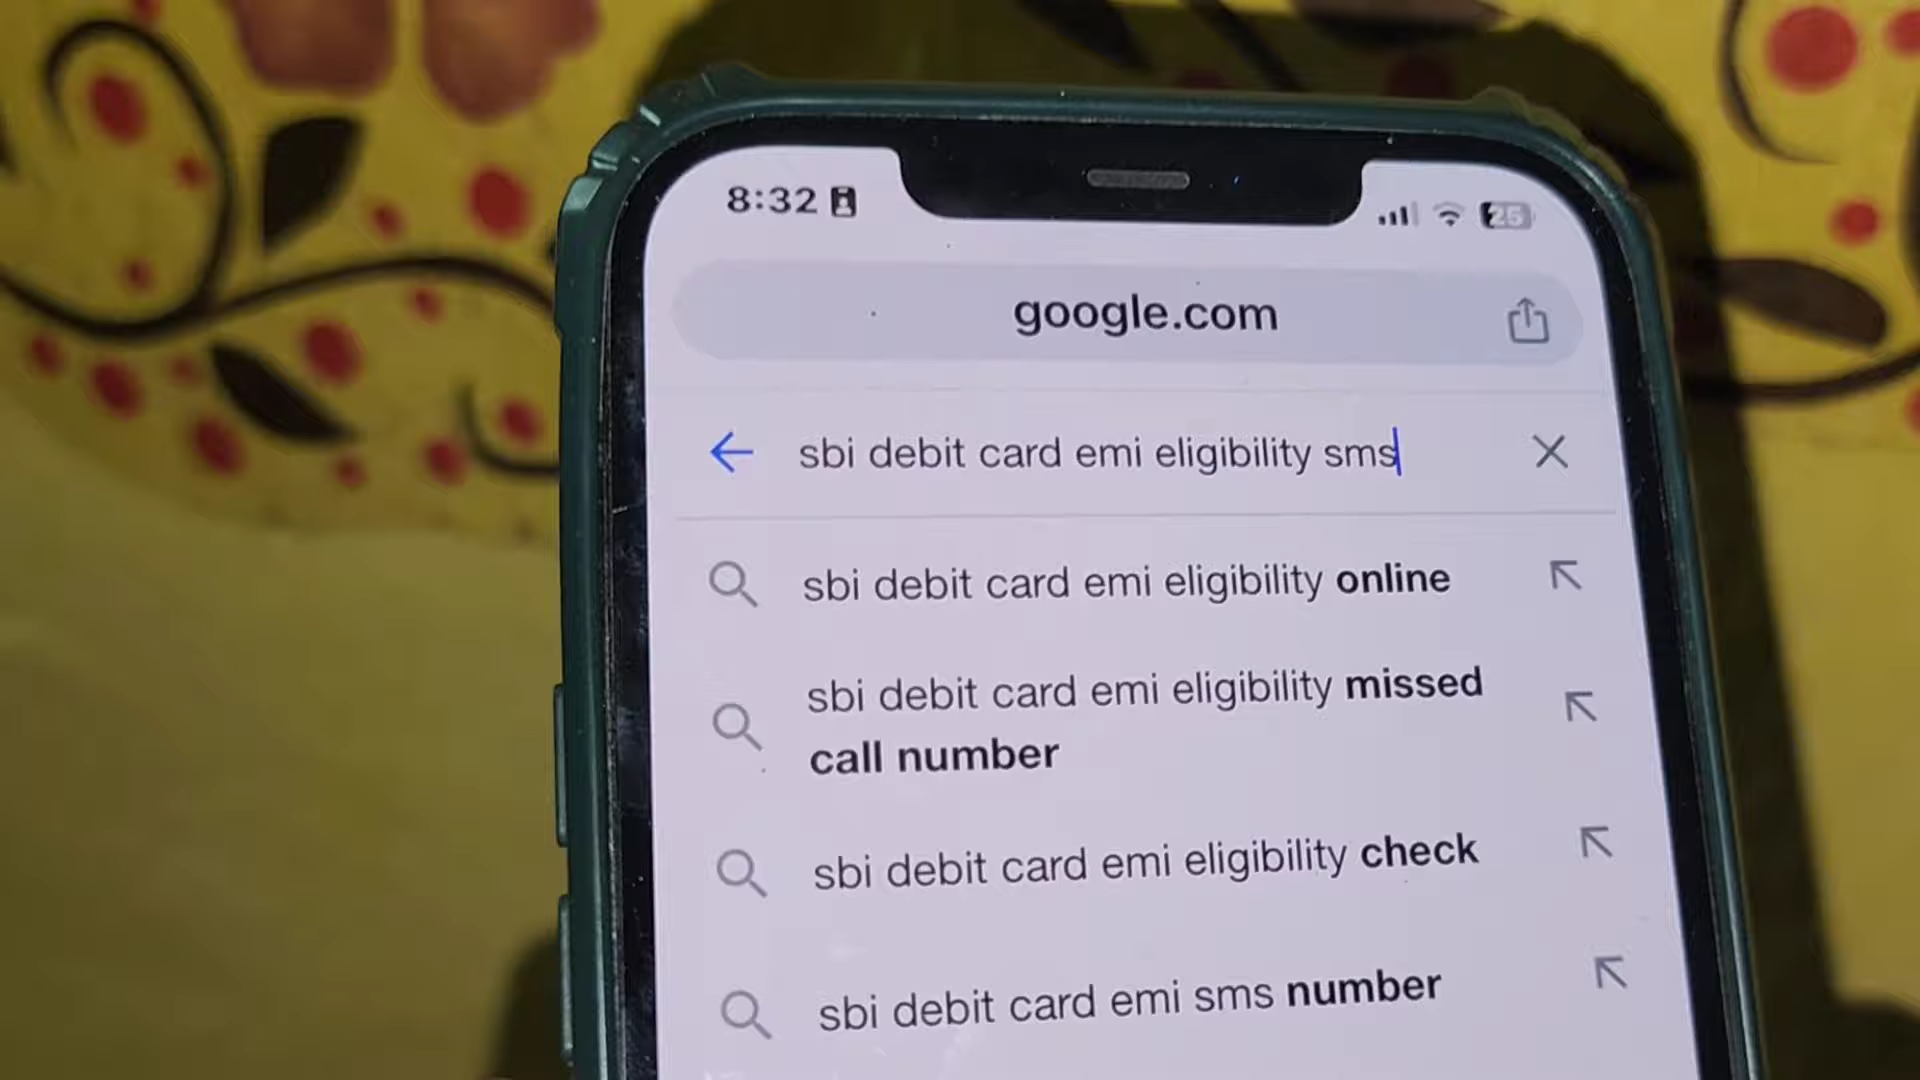 8:32
25
google.com
sbi debit card emi eligibility sms
sbi debit card emi eligibility online
sbi debit card emi eligibility missed
call number
sbi debit card emi eligibility check
sbi debit card emi sms number